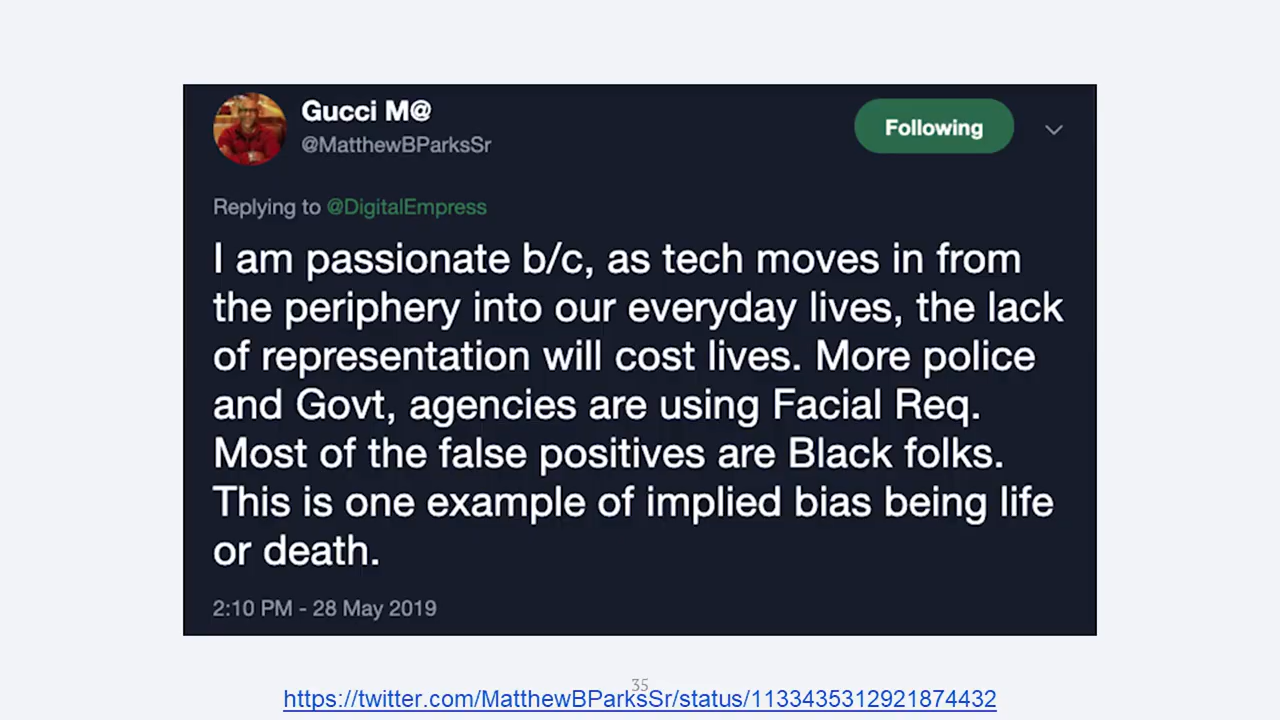 Gucci M@
@MatthewBParksSr
Following
Replying to @DigitalEmpress
I am passionate b/c, as tech moves in from
the periphery into our everyday lives, the lack
of representation will cost lives. More police
and Govt, agencies are using Facial Req.
Most of the false positives are Black folks.
This is one example of implied bias being life
or death.
2:10 PM - 28 May 2019
35
https://twitter.com/MatthewBParksSr/status/1133435312921874432